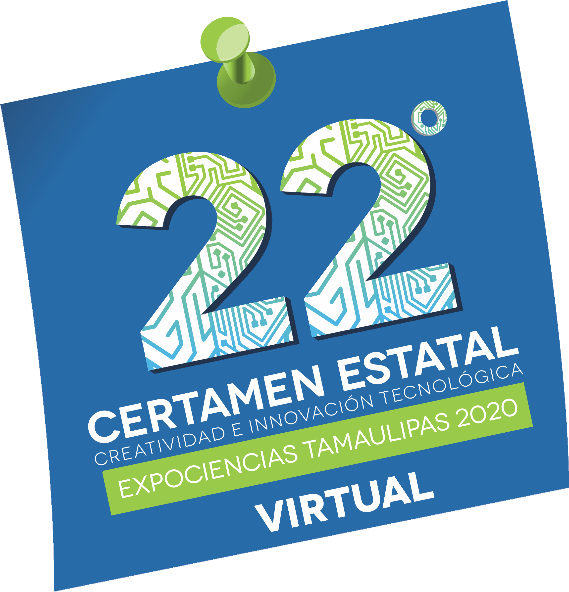 22°
CERTAMEN ESTATAL
CREATIVIDAD E INNOVACIÓN TECNOLÓGICA
EXPOCIENCIAS TAMAULIPAS 2020
VIRTUAL